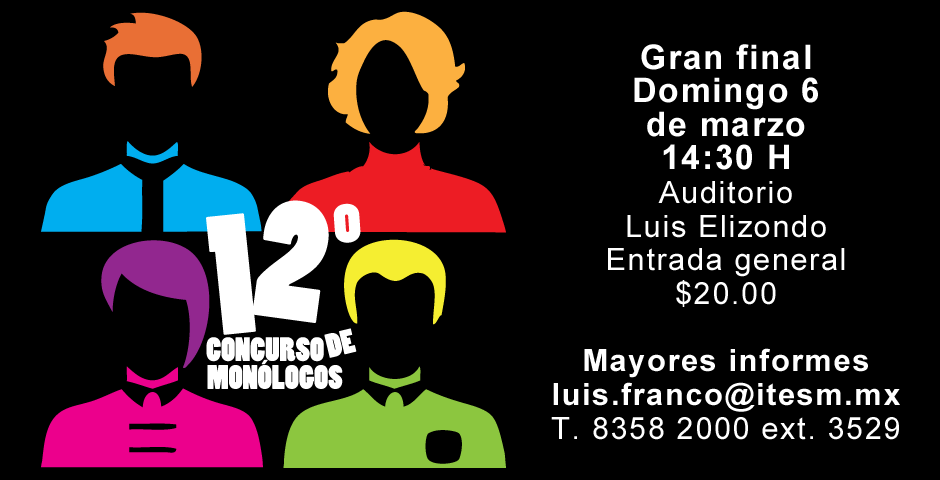 12º
CONCURSO DE
MONÓLOGOS
Gran final
Domingo 6
de marzo
14:30 H
Auditorio
Luis Elizondo
Entrada general
$20.00
Mayores informes
luis.franco@itesm.mx
T. 8358 2000 ext. 3529